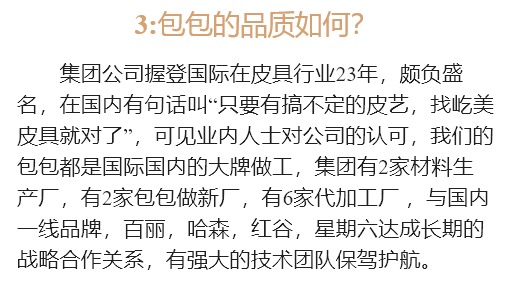 3:包包的品质如何？
集团公司握登国际在皮具行业23年，颇负盛
名，在国内有句话叫“只要有搞不定的皮艺，找屹美
皮具就对了”，可见业内人士对公司的认可，我们的
包包都是国际国内的大牌做工，集团有2家材料生
产厂，有2家包包做新厂，有6家代加工厂 ，与国内
一线品牌，百丽，哈森，红谷，星期六达成长期的
战略合作关系，有强大的技术团队保驾护航。